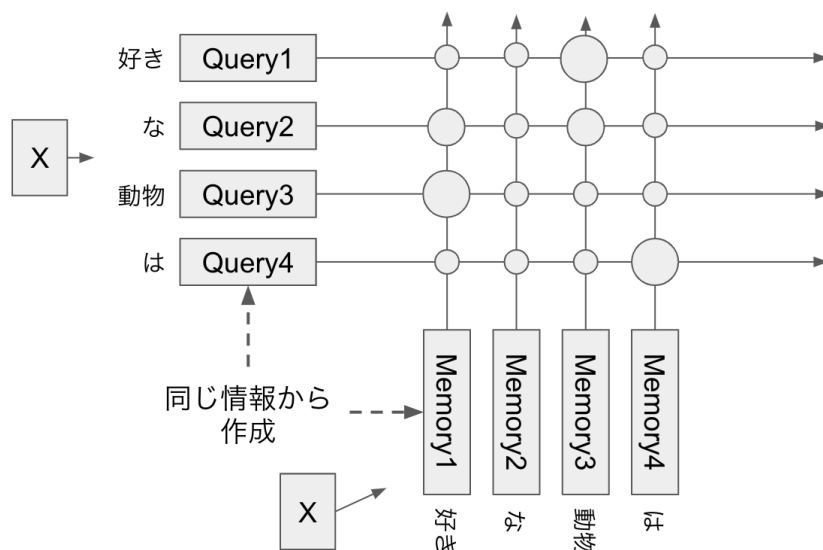 好き Query1
な Query2
X
動物 Query3
は Query4
同じ情報から
作成
Memory1 Memory2 Memory3 Memory4
X
好き な 動物 は